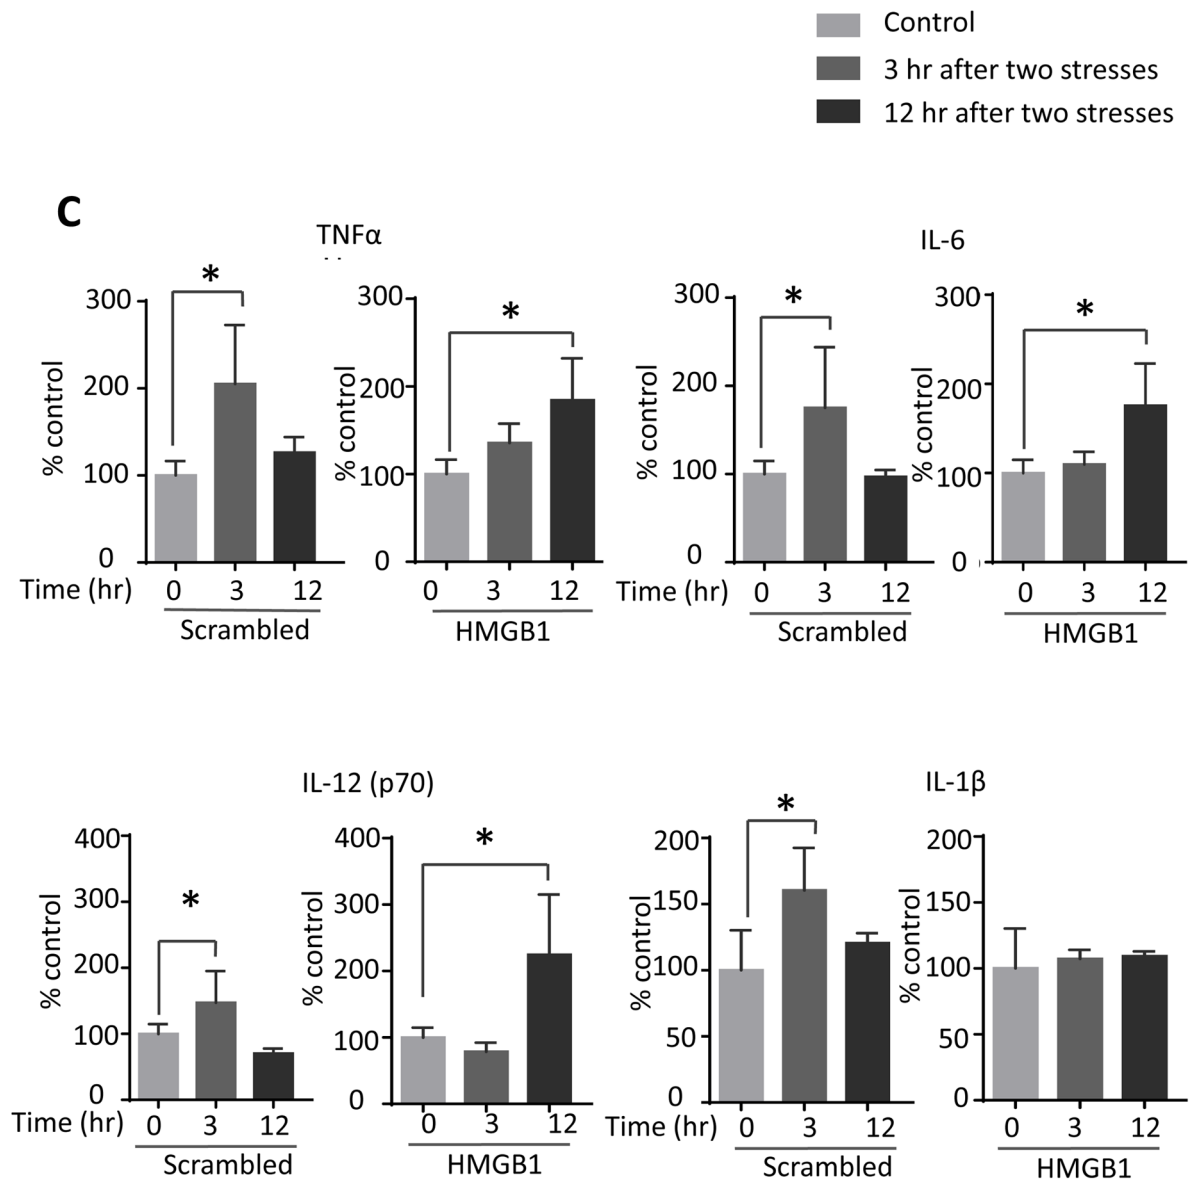 Control
3 hr after two stresses
12 hr after two stresses
C
TNFα
IL-6
* * * *
300 300 300 300
200 200 200 200
100 100 100 100
0 0 0 0
% control % control % control % control
Time (hr) 0 3 12 0 3 12 Time (hr) 0 3 12 0 3 12
Scrambled HMGB1 Scrambled HMGB1
IL-12 (p70)
IL-1β
* * *
400 400 200 200
300 300 150 150
200 200 100 100
100 100 50 50
0 0 0 0
% control % control % control % control
Time (hr) 0 3 12 0 3 12 Time (hr) 0 3 12 0 3 12
Scrambled HMGB1 Scrambled HMGB1